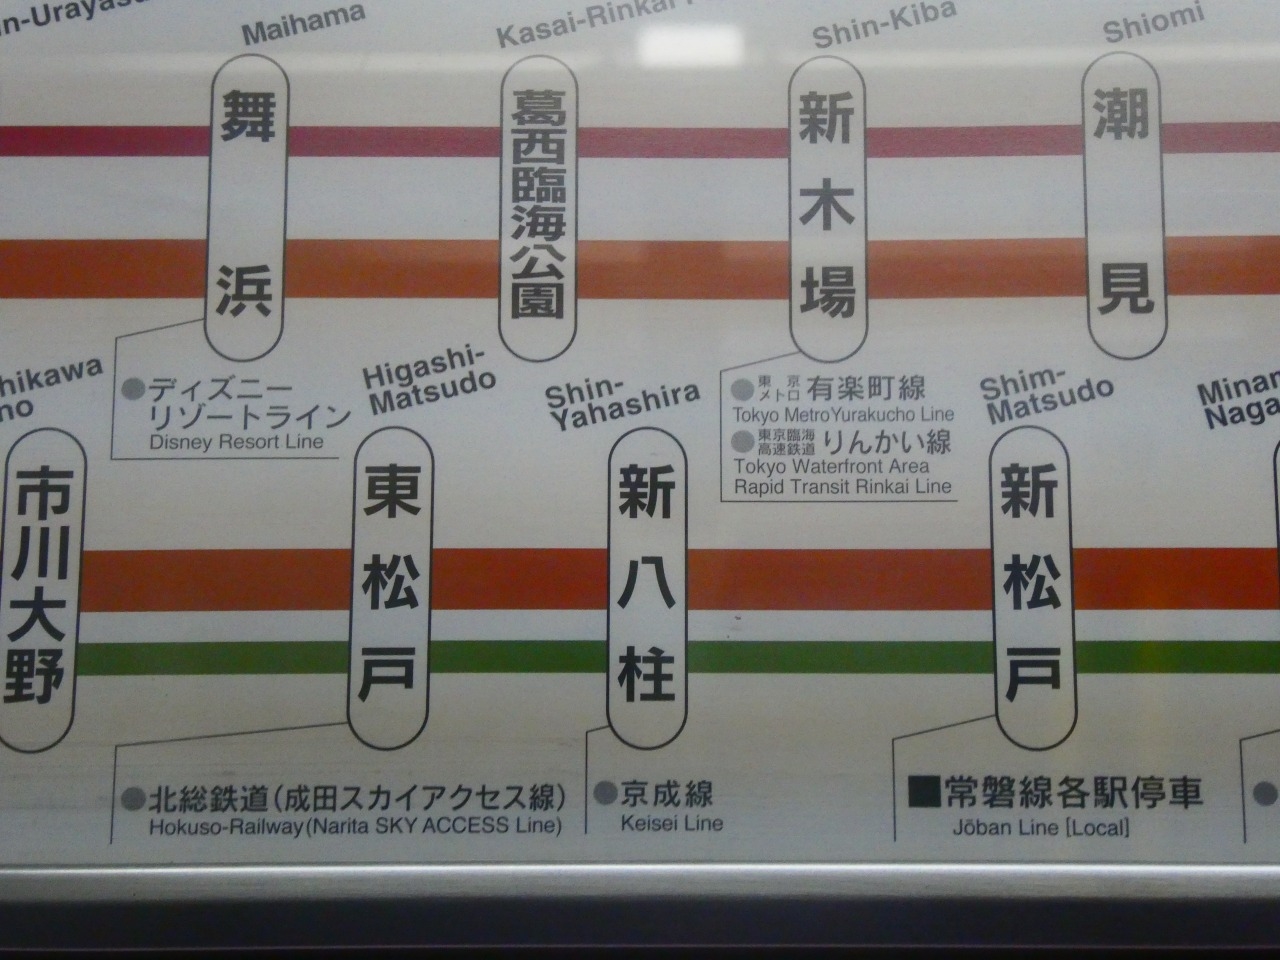 n-Urayasu
Maihama
Kasai-Rinkai
Shin-Kiba
Shiomi
舞浜
葛西臨海公園
新木場
潮見
ディズニー
リゾートライン
Disney Resort Line
東京
メトロ 有楽町線
Tokyo MetroYurakucho Line
東京臨海
高速鉄道 りんかい線
Tokyo Waterfront Area
Rapid Transit Rinkai Line
hikawa
no
Higashi-
Matsudo
Shin-
Yahashira
Shim-
Matsudo
Minam
Naga
市川大野
東松戸
新八柱
新松戸
北総鉄道(成田スカイアクセス線)
Hokuso-Railway(Narita SKY ACCESS Line)
京成線
Keisei Line
■常磐線各駅停車
Jōban Line [Local]